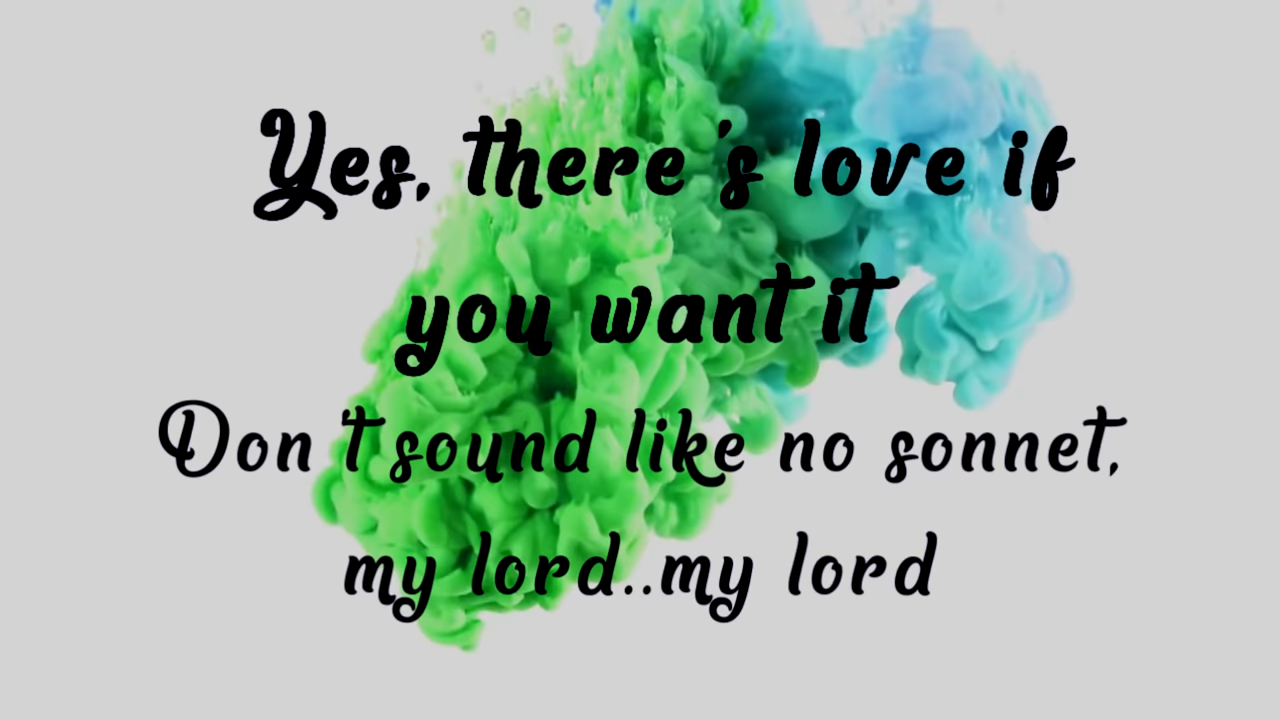 Yes, there's love if
you want it
Don't sound like no sonnet,
my lord..my lord